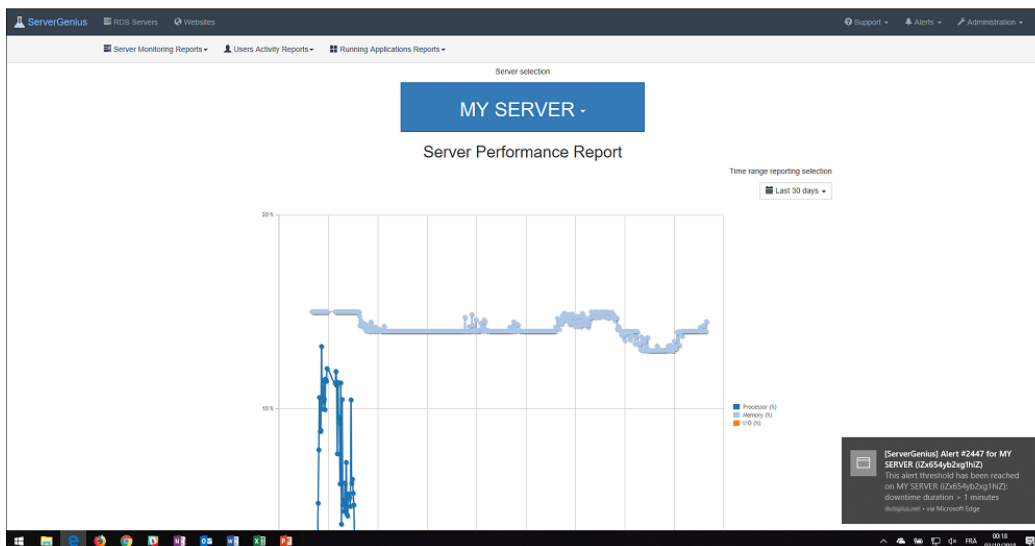 ServerGenius RDS Servers Websites Support Alerts Administration
Server Monitoring Reports Users Activity Reports Running Applications Reports
Server selection
MY SERVER
Server Performance Report
Time range reporting selection
Last 30 days
20%
10%
Processor (%)
Memory (%)
I/O (%)
[ServerGenius] Alert #2447 for MY
SERVER (iZx654yb2xg1hiZ)
This alert threshold has been reached
on MY SERVER (iZx654yb2xg1hiZ):
downtime duration > 1 minutes
• via Microsoft Edge
FRA 00:18